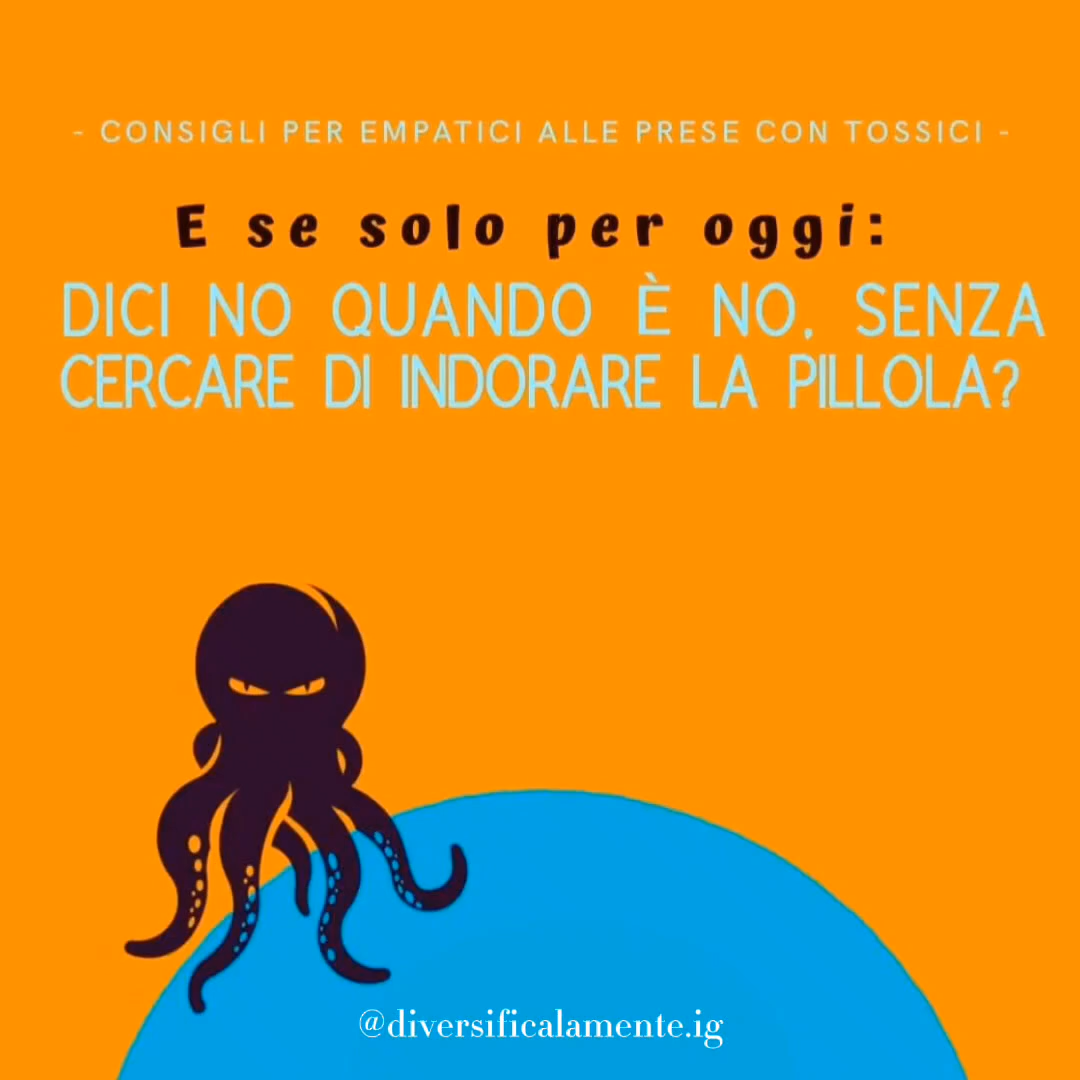 - CONSIGLI PER EMPATICI ALLE PRESE CON TOSSICI -
E se solo per oggi:
DICI NO QUANDO È NO, SENZA
CERCARE DI INDORARE LA PILLOLA?
@diversificalamente.ig